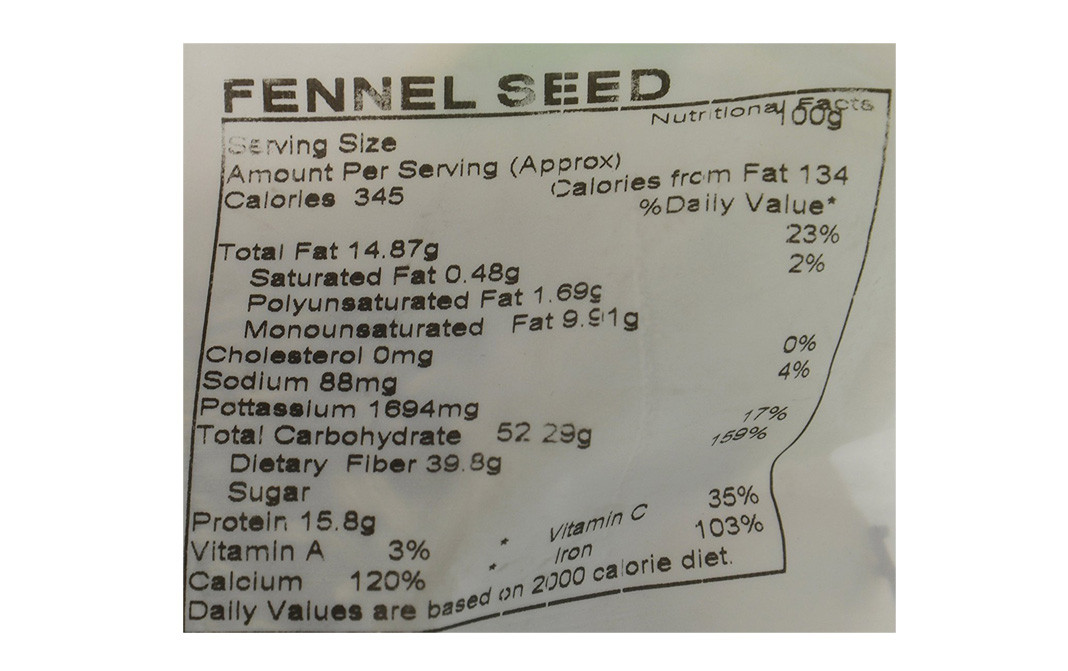 FENNEL SEED
Nutritional Facts
Serving Size 100g
Amount Per Serving (Approx)
Calories 345 Calories from Fat 134
%Daily Value*
Total Fat 14.87g 23%
Saturated Fat 0.48g 2%
Polyunsaturated Fat 1.69g
Monounsaturated Fat 9.91g
Cholesterol 0mg 0%
Sodium 88mg 4%
Pottassium 1694mg
Total Carbohydrate 52 29g 17%
Dietary Fiber 39.8g 159%
Sugar
Protein 15.8g
Vitamin A 3% * Vitamin C 35%
Calcium 120% * Iron 103%
Daily Values are based on 2000 calorie diet.